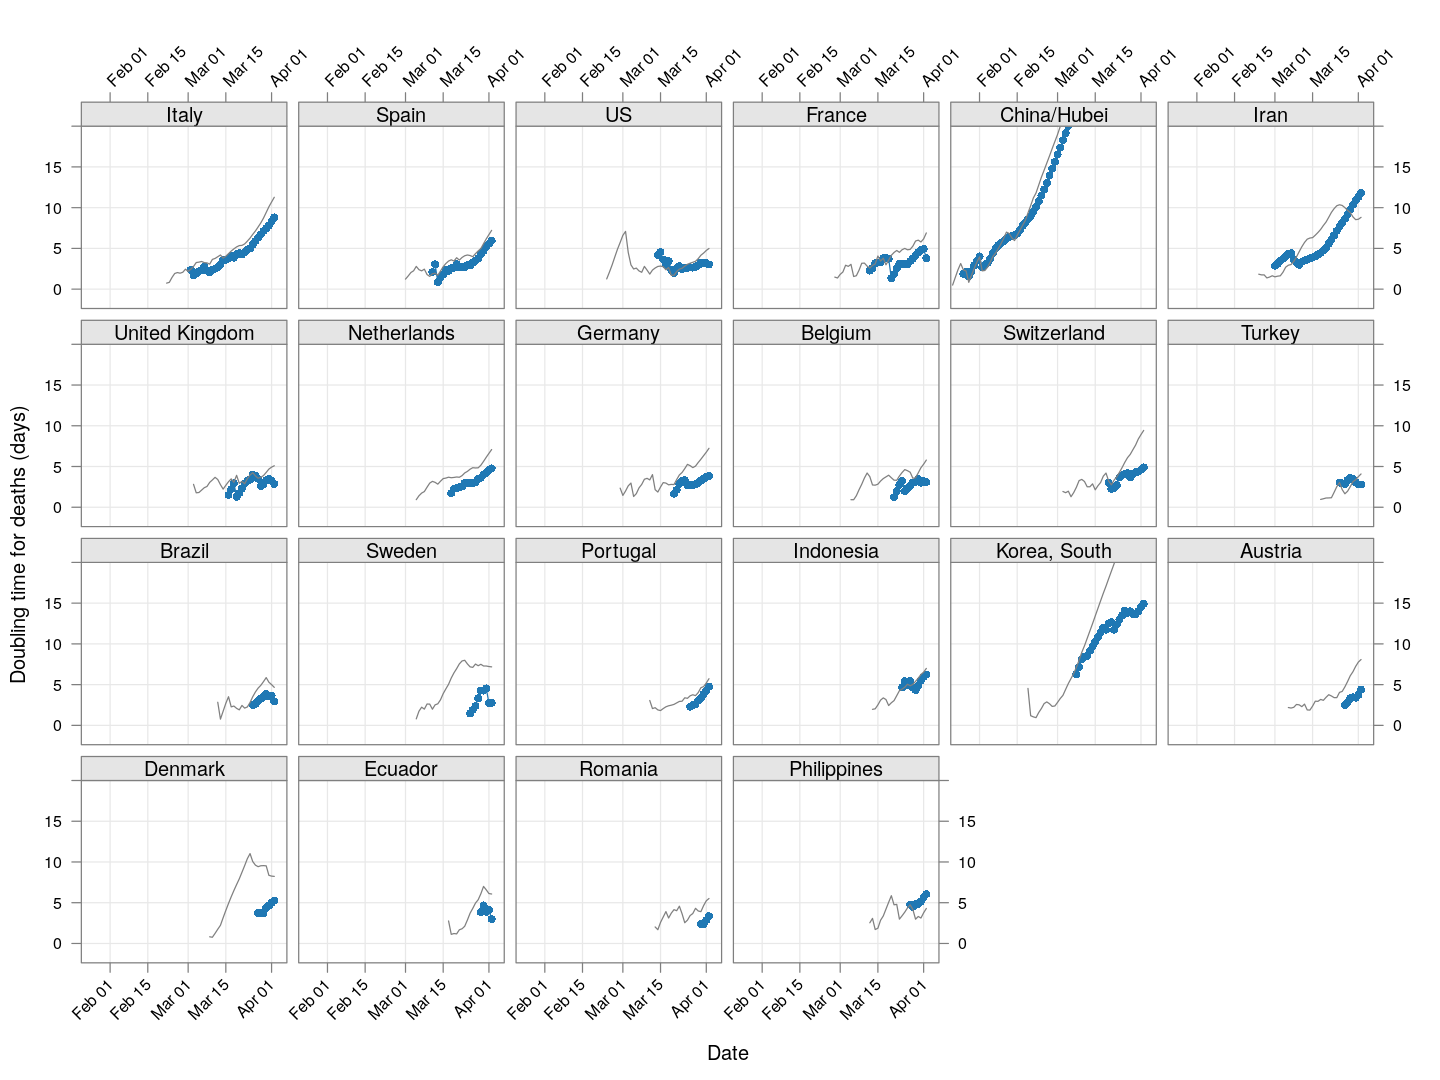 Feb 01 Feb 15 Mar 01 Mar 15 Apr 01 Feb 01 Feb 15 Mar 01 Mar 15 Apr 01 Feb 01 Feb 15 Mar 01 Mar 15 Apr 01 Feb 01 Feb 15 Mar 01 Mar 15 Apr 01 Feb 01 Feb 15 Mar 01 Mar 15 Apr 01 Feb 01 Feb 15 Mar 01 Mar 15 Apr 01
Italy Spain US France China/Hubei Iran
15 15
10 10
5 5
0 0
United Kingdom Netherlands Germany Belgium Switzerland Turkey
15 15
10 10
5 5
0 0
Doubling time for deaths (days)
Brazil Sweden Portugal Indonesia Korea, South Austria
15 15
10 10
5 5
0 0
Denmark Ecuador Romania Philippines
15 15
10 10
5 5
0 0
Feb 01 Feb 15 Mar 01 Mar 15 Apr 01 Feb 01 Feb 15 Mar 01 Mar 15 Apr 01 Feb 01 Feb 15 Mar 01 Mar 15 Apr 01 Feb 01 Feb 15 Mar 01 Mar 15 Apr 01
Date